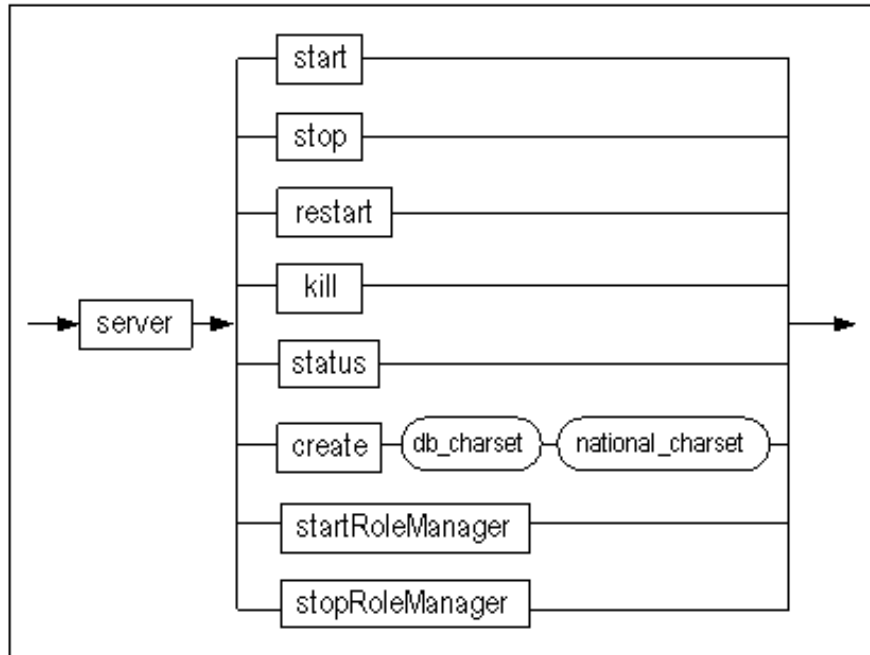 start
stop
restart
kill
server
status
create db_charset national_charset
startRoleManager
stopRoleManager